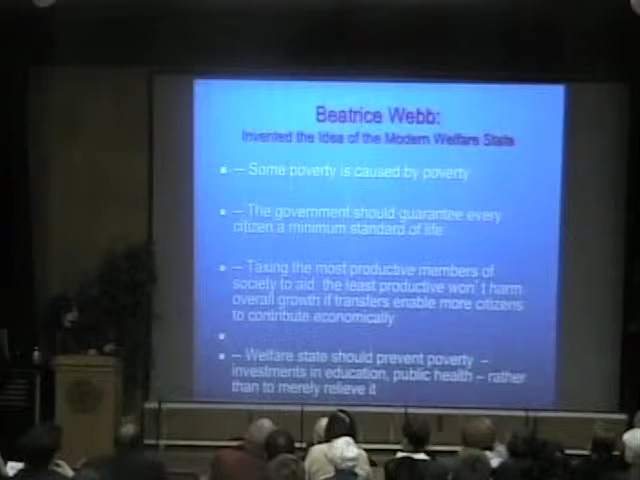 Beatrice Webb:
Invented the Idea of the Modern Welfare State
– Some poverty is caused by poverty
– The government should guarantee every
citizen a minimum standard of life
– Taxing the most productive members of
society to aid the least productive won't harm
overall growth if transfers enable more citizens
to contribute economically
– Welfare state should prevent poverty –
investments in education, public health – rather
than to merely relieve it